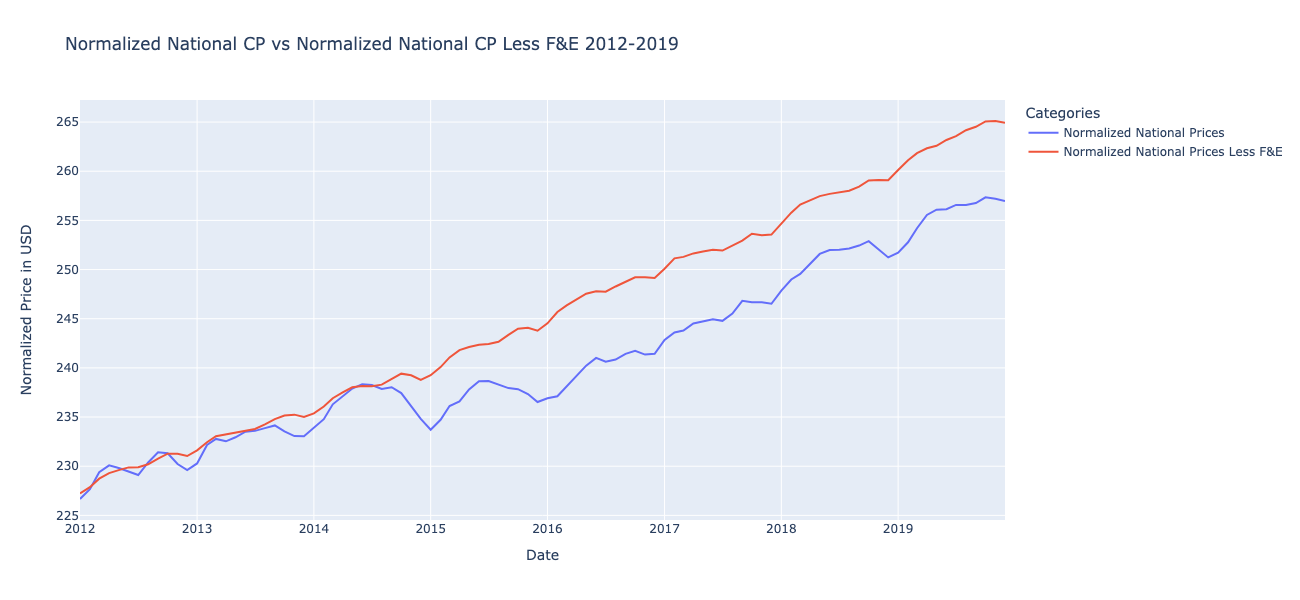 Normalized National CP vs Normalized National CP Less F&E 2012-2019
Normalized Price in USD
265
260
255
250
245
240
235
230
225
2012
2013
2014
2015
2016
2017
2018
2019
Date
Categories
Normalized National Prices
Normalized National Prices Less F&E